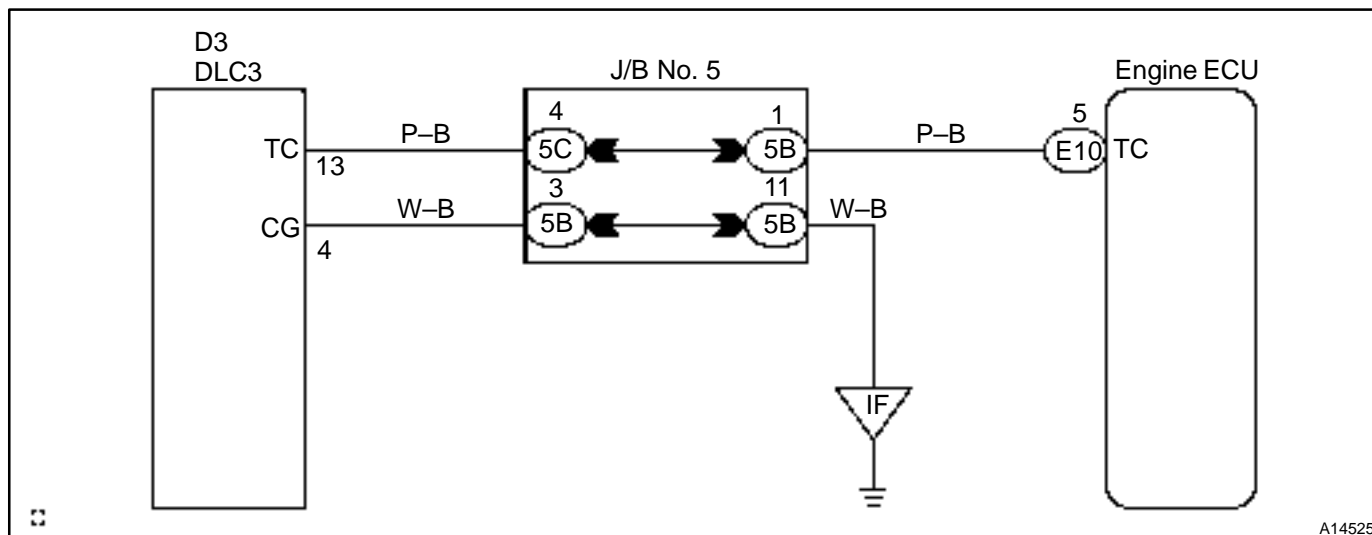 D3
DLC3
J/B No. 5
Engine ECU
TC
13
P–B
4
5C
1
5B
P–B
5
E10
TC
CG
4
W–B
3
5B
11
5B
W–B
IF
A14525